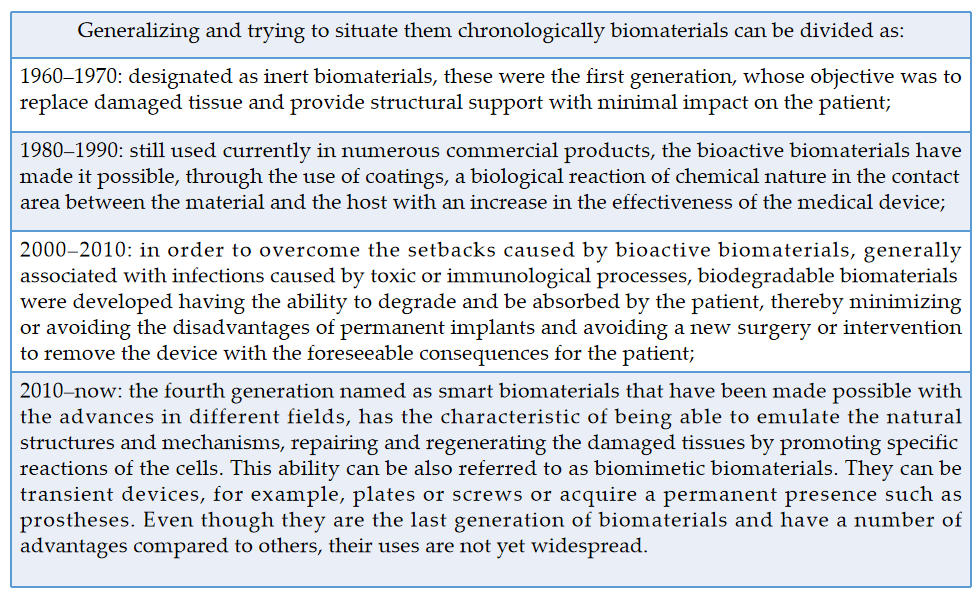 Generalizing and trying to situate them chronologically biomaterials can be divided as:
1960–1970: designated as inert biomaterials, these were the first generation, whose objective was to
replace damaged tissue and provide structural support with minimal impact on the patient;
1980–1990: still used currently in numerous commercial products, the bioactive biomaterials have
made it possible, through the use of coatings, a biological reaction of chemical nature in the contact
area between the material and the host with an increase in the effectiveness of the medical device;
2000–2010: in order to overcome the setbacks caused by bioactive biomaterials, generally
associated with infections caused by toxic or immunological processes, biodegradable biomaterials
were developed having the ability to degrade and be absorbed by the patient, thereby minimizing
or avoiding the disadvantages of permanent implants and avoiding a new surgery or intervention
to remove the device with the foreseeable consequences for the patient;
2010–now: the fourth generation named as smart biomaterials that have been made possible with
the advances in different fields, has the characteristic of being able to emulate the natural
structures and mechanisms, repairing and regenerating the damaged tissues by promoting specific
reactions of the cells. This ability can be also referred to as biomimetic biomaterials. They can be
transient devices, for example, plates or screws or acquire a permanent presence such as
prostheses. Even though they are the last generation of biomaterials and have a number of
advantages compared to others, their uses are not yet widespread.